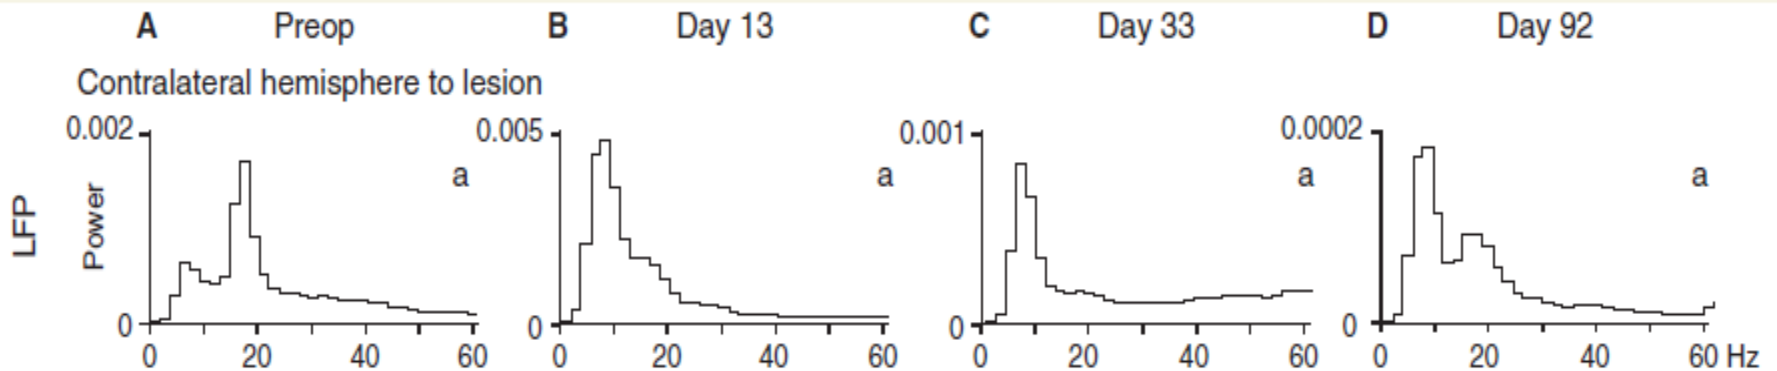 A Preop B Day 13 C Day 33 D Day 92
Contralateral hemisphere to lesion
0.002 0.005 0.001 0.0002
a a a a
LFP
Power
0 0 0 0
0 20 40 60 0 20 40 60 0 20 40 60 0 20 40 60 Hz